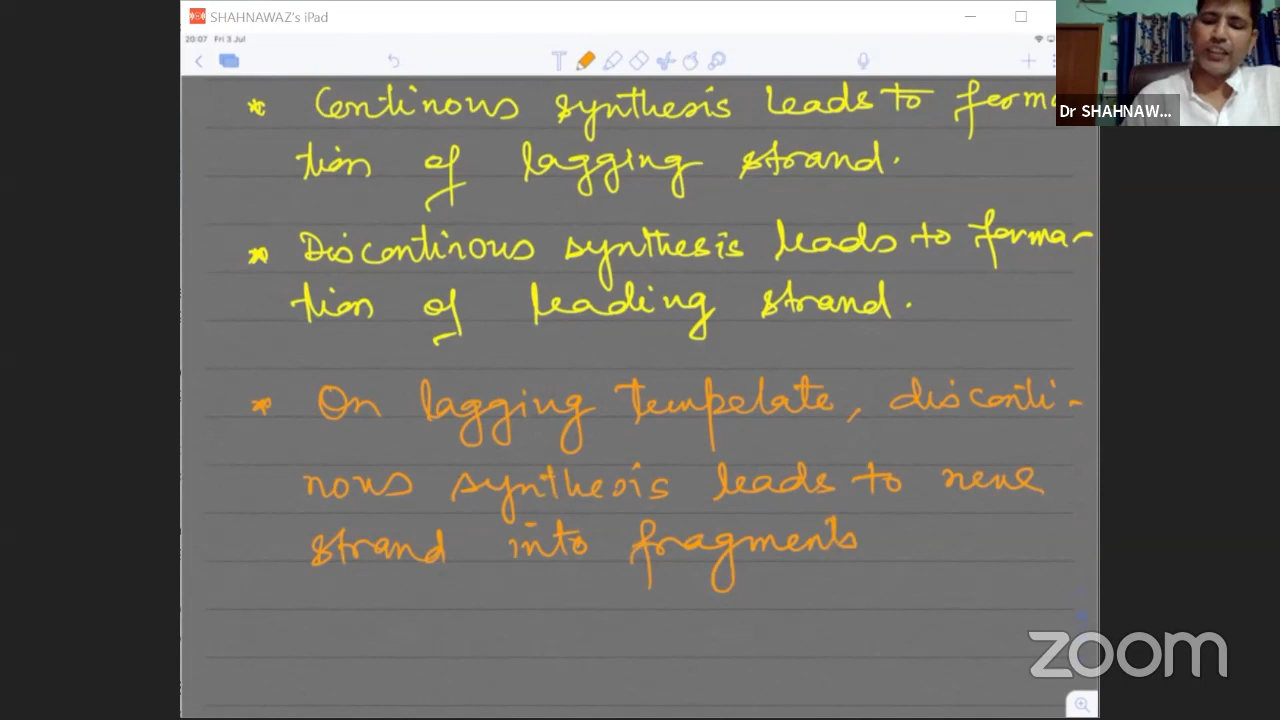 SHAHNAWAZ's iPad
20:07 Fri 3 Jul
* Continous synthesis leads to forma
tion of lagging strand.
Dr SHAHNAW...
* Discontinous synthesis leads to forma-
tion of leading strand.
* On lagging tempelate, disconti-
nous synthesis leads to new
strand into fragments
zoom